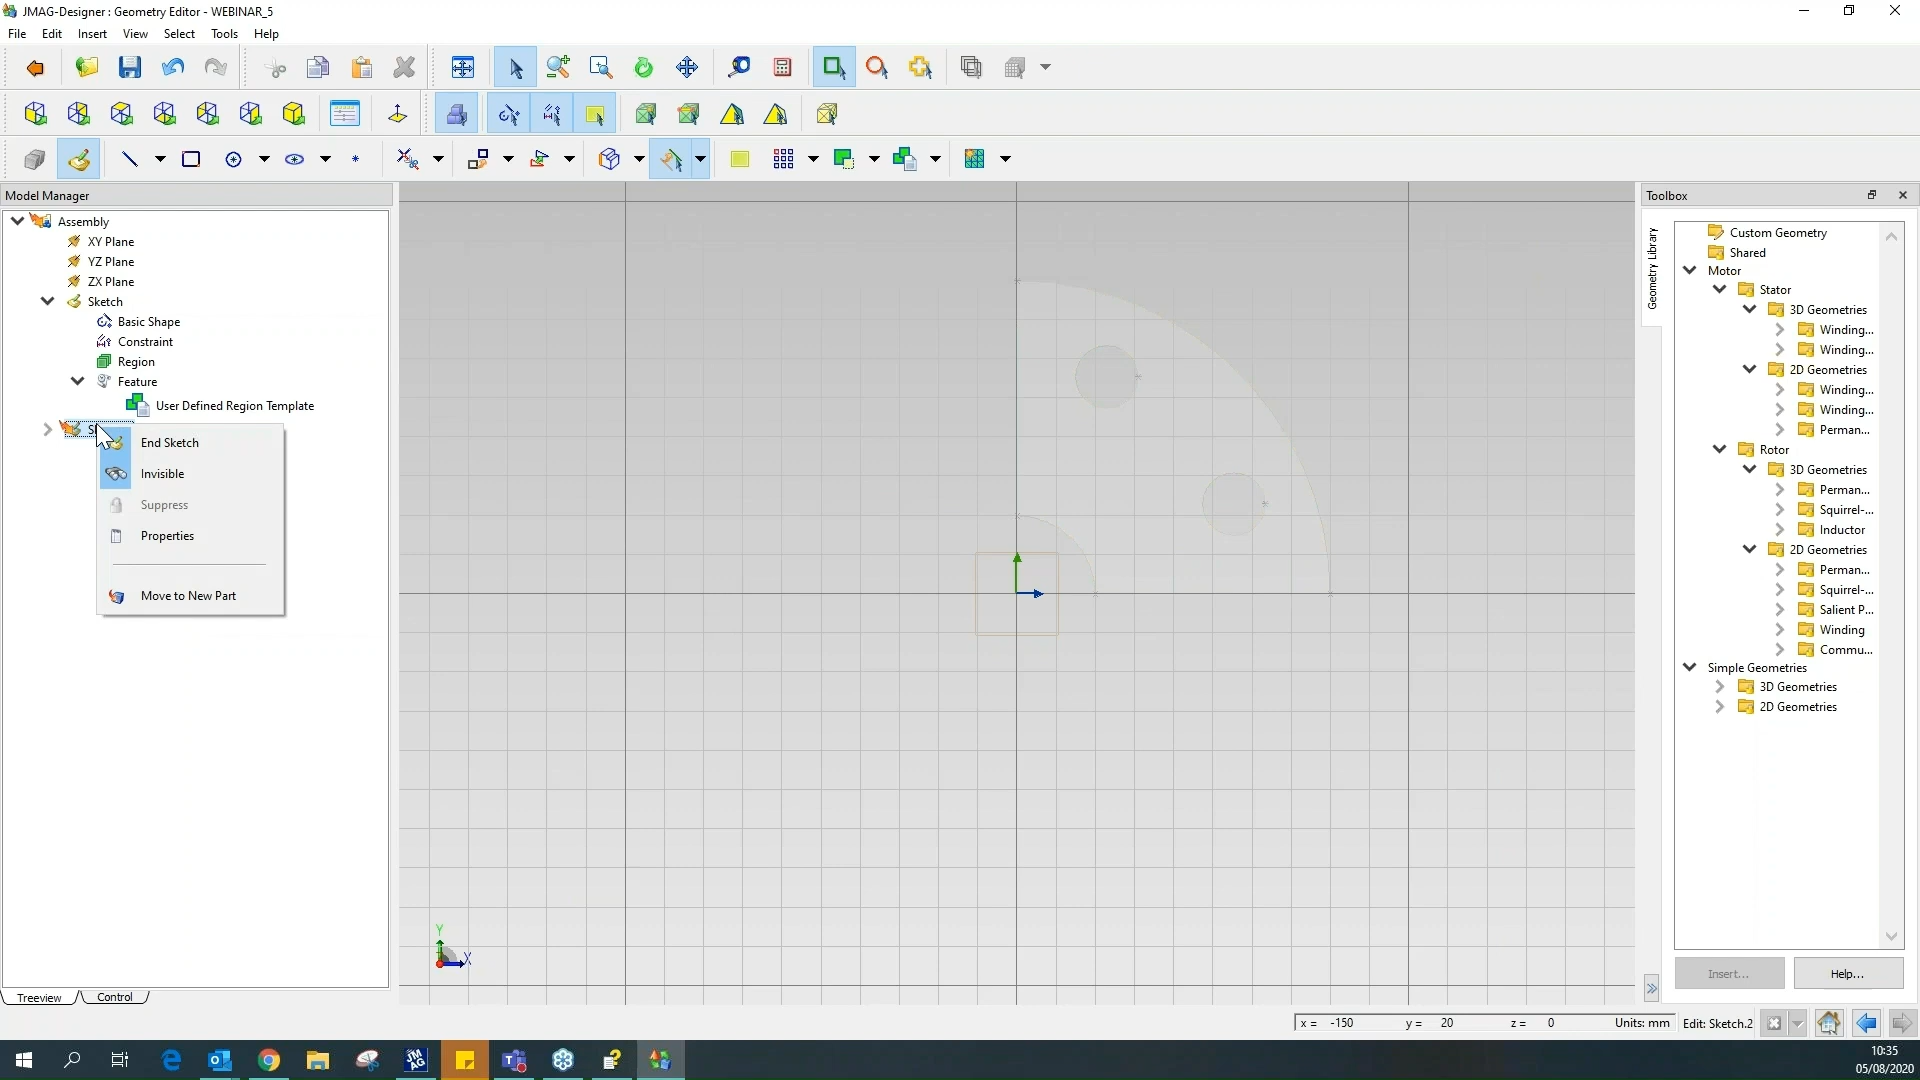 JMAG-Designer : Geometry Editor - WEBINAR_5
File Edit Insert View Select Tools Help
Model Manager
Assembly
XY Plane
YZ Plane
ZX Plane
Sketch
Basic Shape
Constraint
Region
Feature
User Defined Region Template
End Sketch
Invisible
Suppress
Properties
Move to New Part
Treeview Control
Y
X
Toolbox
Geometry Library
Custom Geometry
Shared
Motor
Stator
3D Geometries
Winding...
Winding...
2D Geometries
Winding...
Winding...
Perman...
Rotor
3D Geometries
Perman...
Squirrel-...
Inductor
2D Geometries
Perman...
Squirrel-...
Salient P...
Winding
Commu...
Simple Geometries
3D Geometries
2D Geometries
Insert... Help...
x = -150 y = 20 z = 0 Units: mm Edit: Sketch.2
JM
AG
10:35
05/08/2020